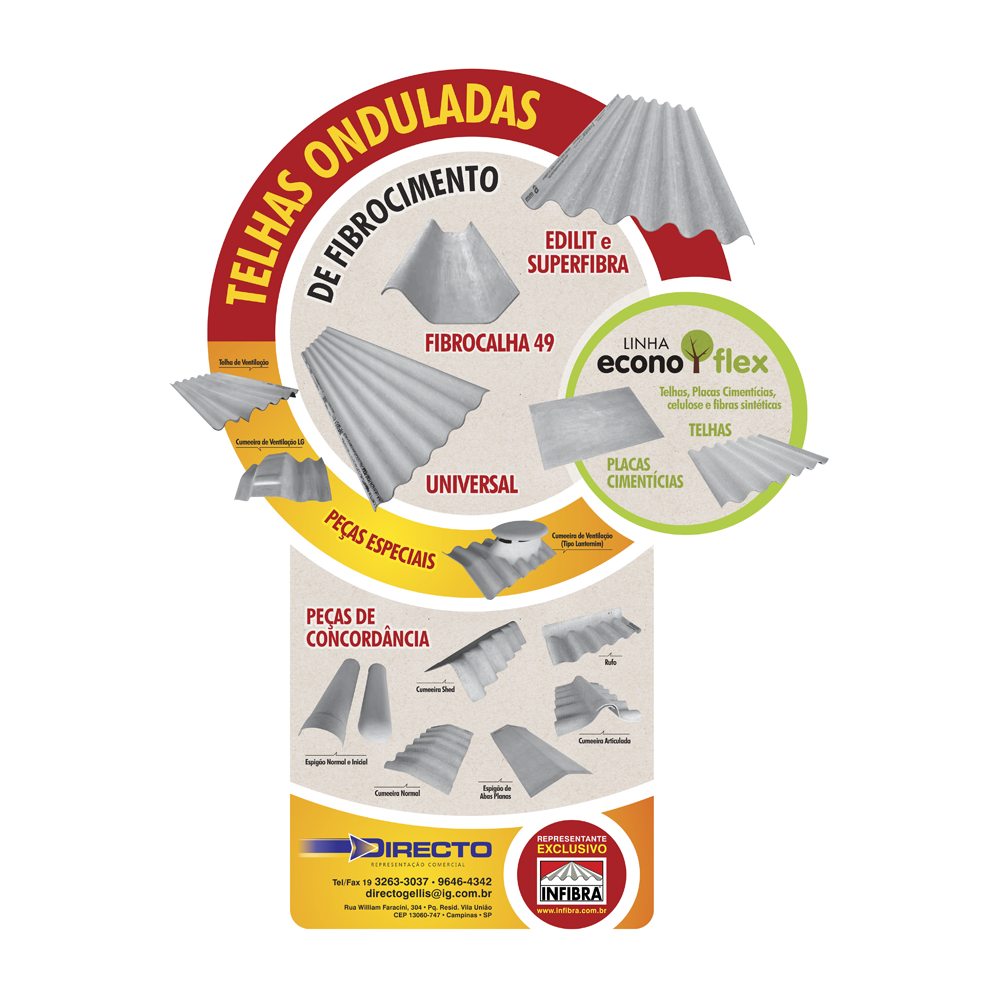 TELHAS ONDULADAS
DE FIBROCIMENTO
EDILIT e
SUPERFIBRA
FIBROCALHA 49
UNIVERSAL
LINHA
econo flex
Telhas, Placas Cimentícias,
celulose e fibras sintéticas
TELHAS
PLACAS
CIMENTÍCIAS
Telha de Ventilação
Cumeeira de Ventilação LG
PEÇAS ESPECIAIS
Cumeeira de Ventilação
(Tipo Lanternim)
PEÇAS DE
CONCORDÂNCIA
Cumeeira Shed
Rufo
Espigão Normal e Inicial
Cumeeira Articulada
Cumeeira Normal
Espigão de
Abas Planas
DIRECTO
REPRESENTAÇÃO COMERCIAL
Tel/Fax 19 3263-3037 • 9646-4342
directogellis@ig.com.br
Rua William Faracini, 304 • Pq. Resid. Vila União
CEP 13060-747 • Campinas • SP
REPRESENTANTE
EXCLUSIVO
INFIBRA
www.infibra.com.br